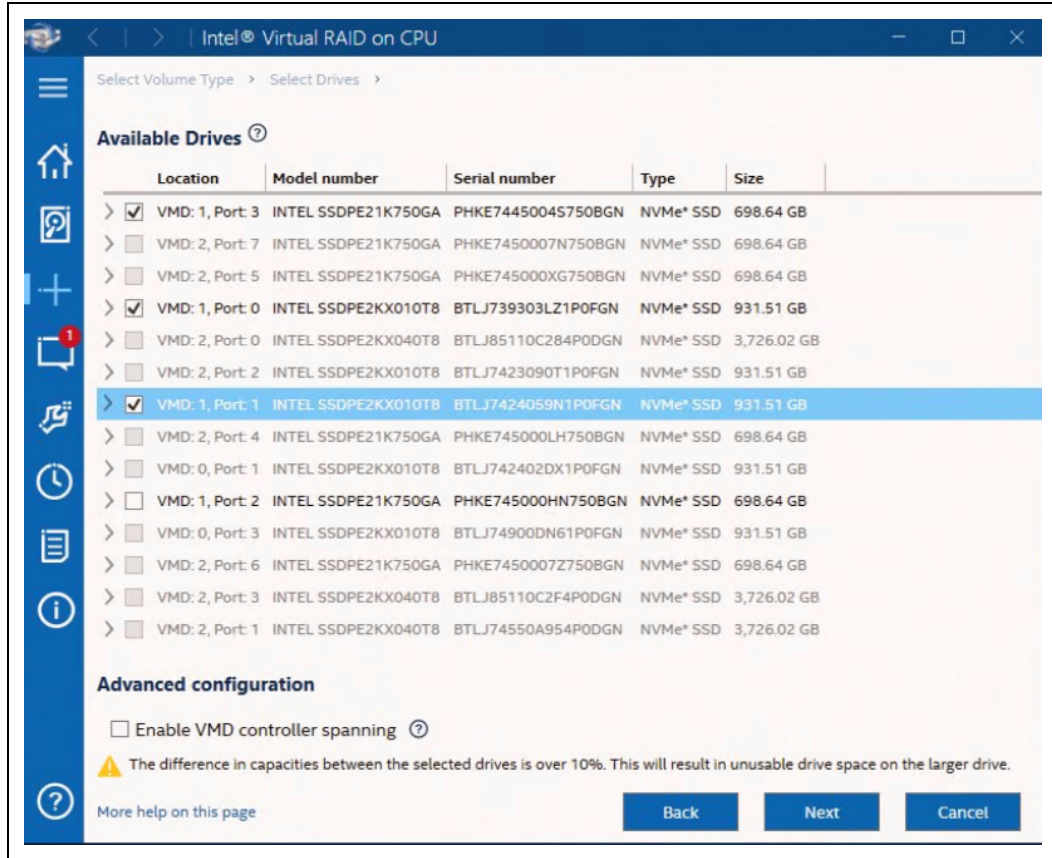 Intel® Virtual RAID on CPU
Select Volume Type > Select Drives >
Available Drives ?
Location Model number Serial number Type Size
VMD: 1, Port: 3 INTEL SSDPE21K750GA PHKE7445004S750BGN NVMe* SSD 698.64 GB
VMD: 2, Port: 7 INTEL SSDPE21K750GA PHKE7450007N750BGN NVMe* SSD 698.64 GB
VMD: 2, Port: 5 INTEL SSDPE21K750GA PHKE745000XG750BGN NVMe* SSD 698.64 GB
VMD: 1, Port: 0 INTEL SSDPE2KX010T8 BTLJ739303LZ1P0FGN NVMe* SSD 931.51 GB
1
VMD: 2, Port: 0 INTEL SSDPE2KX040T8 BTLJ85110C284P0DGN NVMe* SSD 3,726.02 GB
VMD: 2, Port: 2 INTEL SSDPE2KX010T8 BTLJ7423090T1P0FGN NVMe* SSD 931.51 GB
VMD: 1, Port: 1 INTEL SSDPE2KX010T8 BTLJ7424059N1P0FGN NVMe* SSD 931.51 GB
VMD: 2, Port: 4 INTEL SSDPE21K750GA PHKE745000LH750BGN NVMe* SSD 698.64 GB
VMD: 0, Port: 1 INTEL SSDPE2KX010T8 BTLJ742402DX1P0FGN NVMe* SSD 931.51 GB
VMD: 1, Port: 2 INTEL SSDPE21K750GA PHKE745000HN750BGN NVMe* SSD 698.64 GB
VMD: 0, Port: 3 INTEL SSDPE2KX010T8 BTLJ74900DN61P0FGN NVMe* SSD 931.51 GB
VMD: 2, Port: 6 INTEL SSDPE21K750GA PHKE7450007Z750BGN NVMe* SSD 698.64 GB
VMD: 2, Port: 3 INTEL SSDPE2KX040T8 BTLJ85110C2F4P0DGN NVMe* SSD 3,726.02 GB
VMD: 2, Port: 1 INTEL SSDPE2KX040T8 BTLJ74550A954P0DGN NVMe* SSD 3,726.02 GB
Advanced configuration
Enable VMD controller spanning ?
The difference in capacities between the selected drives is over 10%. This will result in unusable drive space on the larger drive.
More help on this page Back Next Cancel